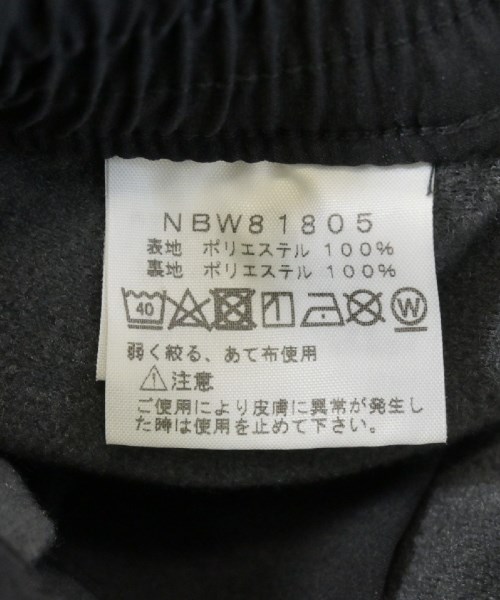 NBW81805
表地 ポリエステル 100%
裏地 ポリエステル 100%
40 W
弱く絞る、あて布使用
注意
ご使用により皮膚に異常が発生し
た時は使用を止めて下さい。